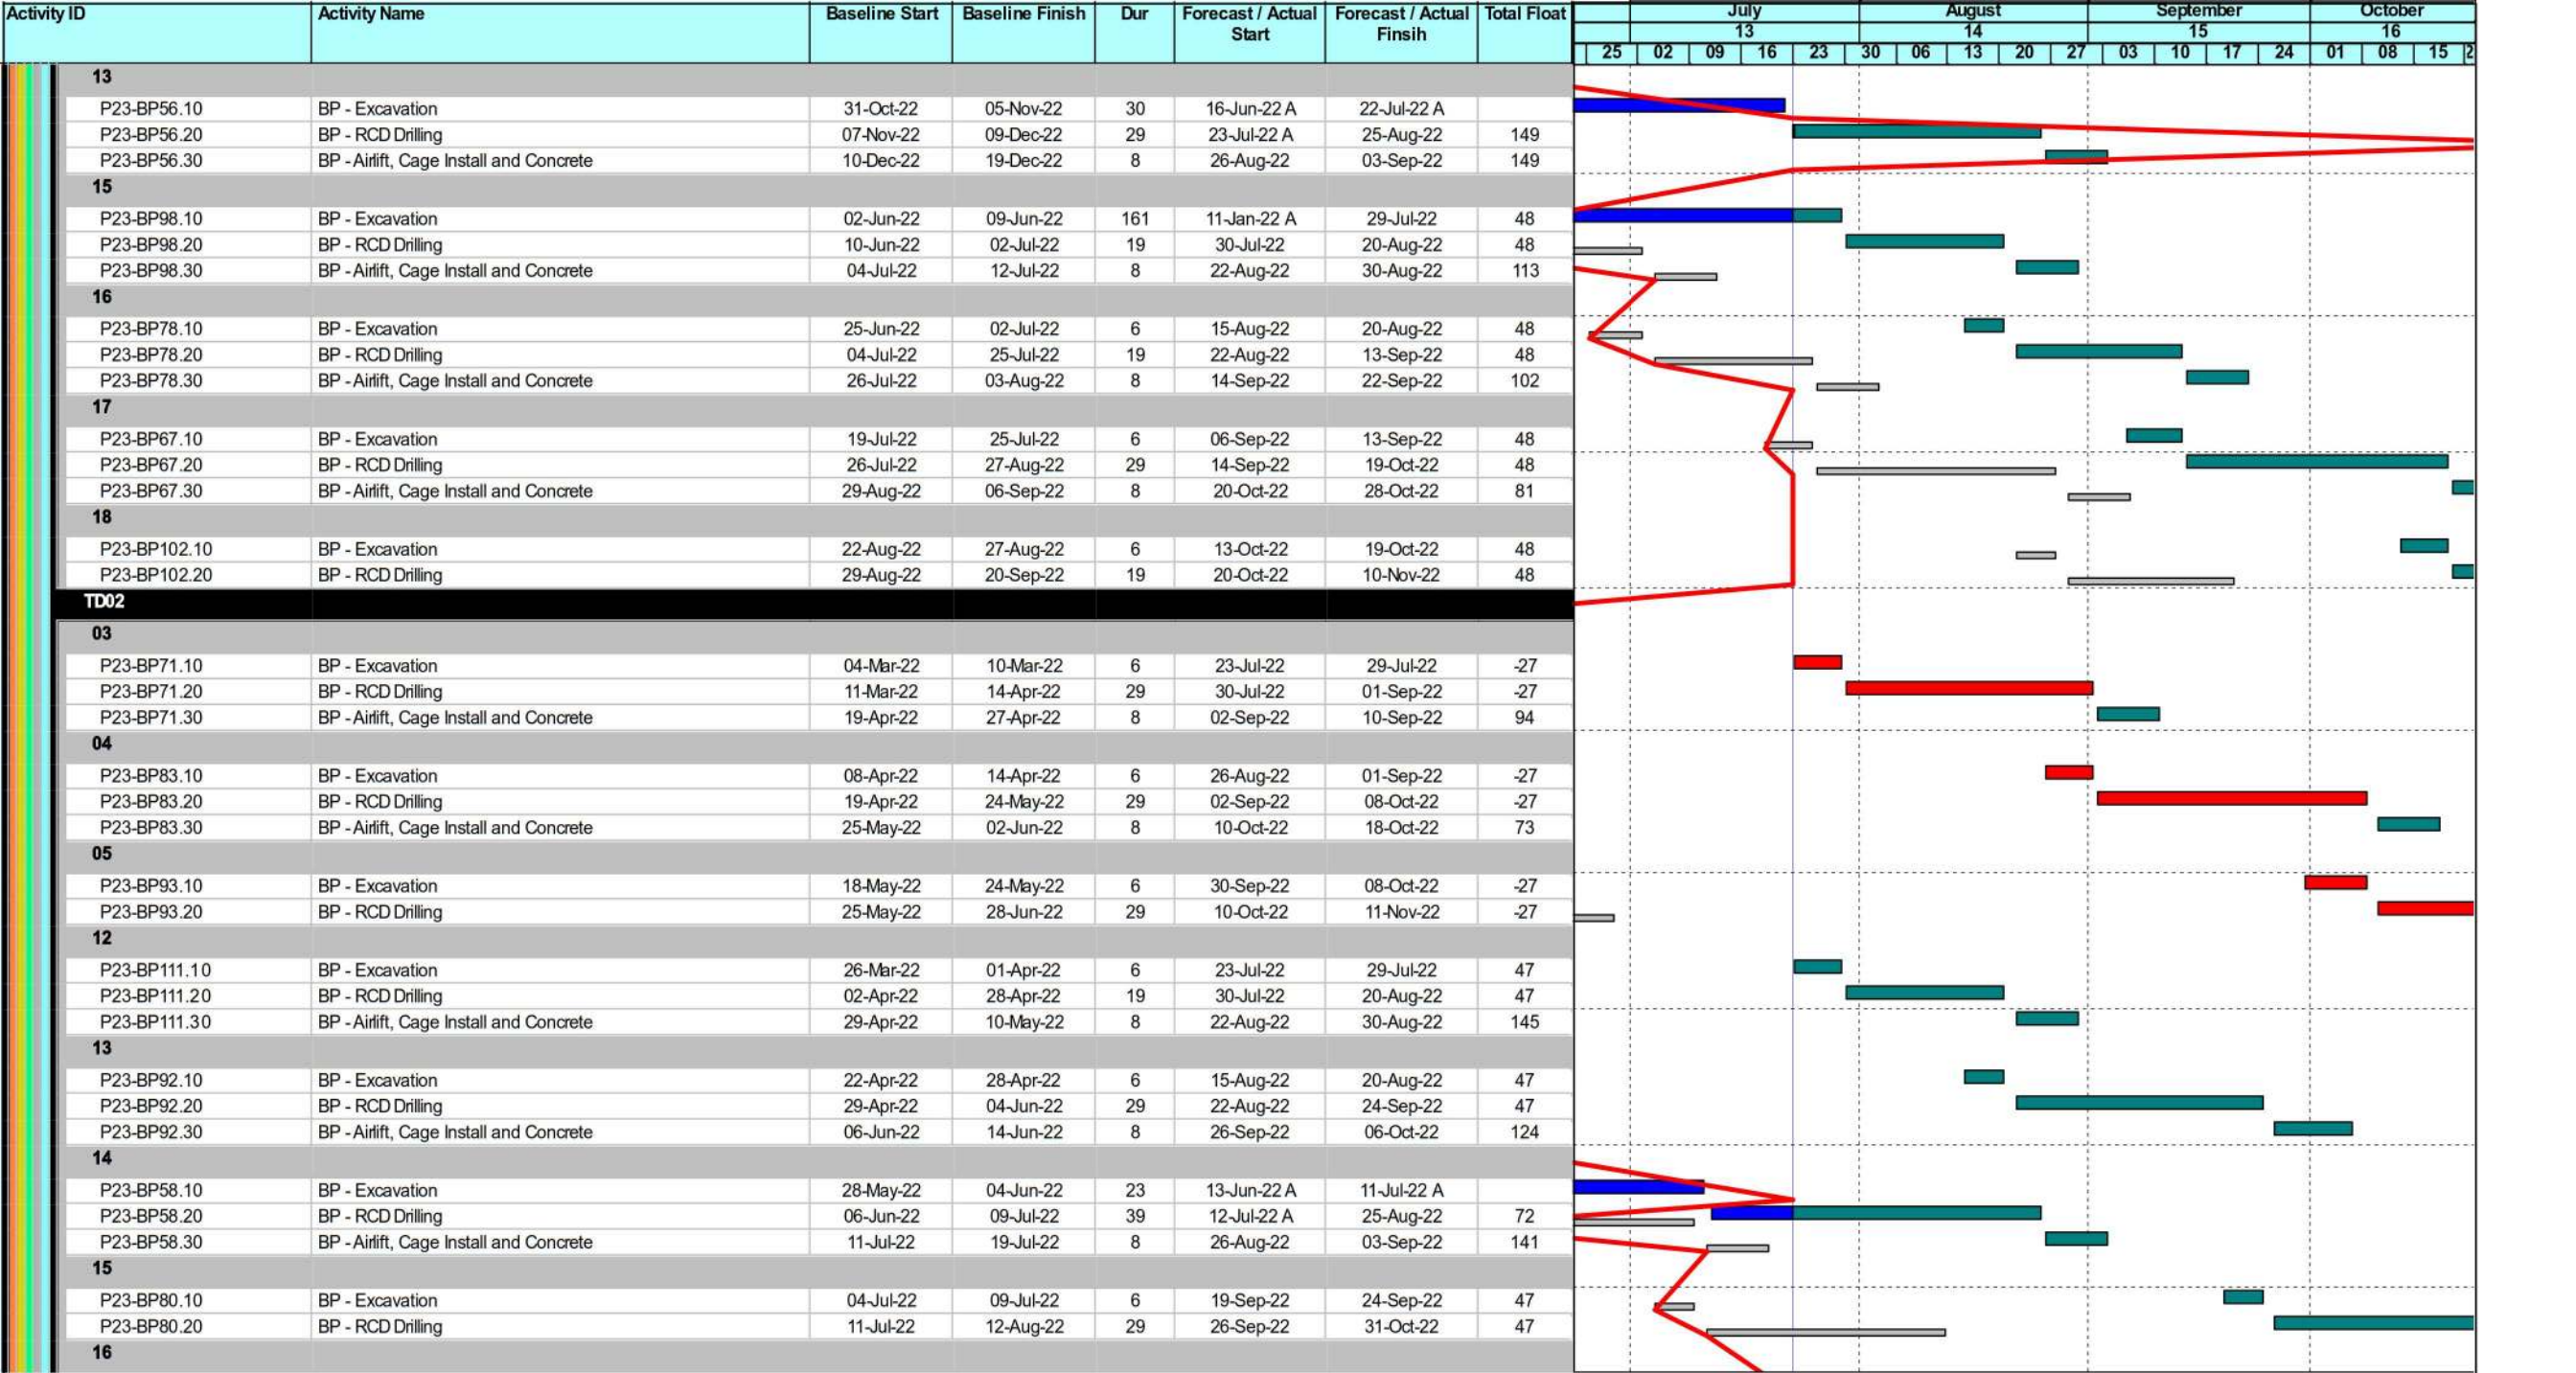 Activity ID Activity Name Baseline Start Baseline Finish Dur Forecast / Actual Start Forecast / Actual Finsih Total Float
July August September October
13 14 15 16
25 02 09 16 23 30 06 13 20 27 03 10 17 24 01 08 15 2
13
P23-BP56.10 BP - Excavation 31-Oct-22 05-Nov-22 30 16-Jun-22 A 22-Jul-22 A
P23-BP56.20 BP - RCD Drilling 07-Nov-22 09-Dec-22 29 23-Jul-22 A 25-Aug-22 149
P23-BP56.30 BP - Airlift, Cage Install and Concrete 10-Dec-22 19-Dec-22 8 26-Aug-22 03-Sep-22 149
15
P23-BP98.10 BP - Excavation 02-Jun-22 09-Jun-22 161 11-Jan-22 A 29-Jul-22 48
P23-BP98.20 BP - RCD Drilling 10-Jun-22 02-Jul-22 19 30-Jul-22 20-Aug-22 48
P23-BP98.30 BP - Airlift, Cage Install and Concrete 04-Jul-22 12-Jul-22 8 22-Aug-22 30-Aug-22 113
16
P23-BP78.10 BP - Excavation 25-Jun-22 02-Jul-22 6 15-Aug-22 20-Aug-22 48
P23-BP78.20 BP - RCD Drilling 04-Jul-22 25-Jul-22 19 22-Aug-22 13-Sep-22 48
P23-BP78.30 BP - Airlift, Cage Install and Concrete 26-Jul-22 03-Aug-22 8 14-Sep-22 22-Sep-22 102
17
P23-BP67.10 BP - Excavation 19-Jul-22 25-Jul-22 6 06-Sep-22 13-Sep-22 48
P23-BP67.20 BP - RCD Drilling 26-Jul-22 27-Aug-22 29 14-Sep-22 19-Oct-22 48
P23-BP67.30 BP - Airlift, Cage Install and Concrete 29-Aug-22 06-Sep-22 8 20-Oct-22 28-Oct-22 81
18
P23-BP102.10 BP - Excavation 22-Aug-22 27-Aug-22 6 13-Oct-22 19-Oct-22 48
P23-BP102.20 BP - RCD Drilling 29-Aug-22 20-Sep-22 19 20-Oct-22 10-Nov-22 48
TD02
03
P23-BP71.10 BP - Excavation 04-Mar-22 10-Mar-22 6 23-Jul-22 29-Jul-22 -27
P23-BP71.20 BP - RCD Drilling 11-Mar-22 14-Apr-22 29 30-Jul-22 01-Sep-22 -27
P23-BP71.30 BP - Airlift, Cage Install and Concrete 19-Apr-22 27-Apr-22 8 02-Sep-22 10-Sep-22 94
04
P23-BP83.10 BP - Excavation 08-Apr-22 14-Apr-22 6 26-Aug-22 01-Sep-22 -27
P23-BP83.20 BP - RCD Drilling 19-Apr-22 24-May-22 29 02-Sep-22 08-Oct-22 -27
P23-BP83.30 BP - Airlift, Cage Install and Concrete 25-May-22 02-Jun-22 8 10-Oct-22 18-Oct-22 73
05
P23-BP93.10 BP - Excavation 18-May-22 24-May-22 6 30-Sep-22 08-Oct-22 -27
P23-BP93.20 BP - RCD Drilling 25-May-22 28-Jun-22 29 10-Oct-22 11-Nov-22 -27
12
P23-BP111.10 BP - Excavation 26-Mar-22 01-Apr-22 6 23-Jul-22 29-Jul-22 47
P23-BP111.20 BP - RCD Drilling 02-Apr-22 28-Apr-22 19 30-Jul-22 20-Aug-22 47
P23-BP111.30 BP - Airlift, Cage Install and Concrete 29-Apr-22 10-May-22 8 22-Aug-22 30-Aug-22 145
13
P23-BP92.10 BP - Excavation 22-Apr-22 28-Apr-22 6 15-Aug-22 20-Aug-22 47
P23-BP92.20 BP - RCD Drilling 29-Apr-22 04-Jun-22 29 22-Aug-22 24-Sep-22 47
P23-BP92.30 BP - Airlift, Cage Install and Concrete 06-Jun-22 14-Jun-22 8 26-Sep-22 06-Oct-22 124
14
P23-BP58.10 BP - Excavation 28-May-22 04-Jun-22 23 13-Jun-22 A 11-Jul-22 A
P23-BP58.20 BP - RCD Drilling 06-Jun-22 09-Jul-22 39 12-Jul-22 A 25-Aug-22 72
P23-BP58.30 BP - Airlift, Cage Install and Concrete 11-Jul-22 19-Jul-22 8 26-Aug-22 03-Sep-22 141
15
P23-BP80.10 BP - Excavation 04-Jul-22 09-Jul-22 6 19-Sep-22 24-Sep-22 47
P23-BP80.20 BP - RCD Drilling 11-Jul-22 12-Aug-22 29 26-Sep-22 31-Oct-22 47
16